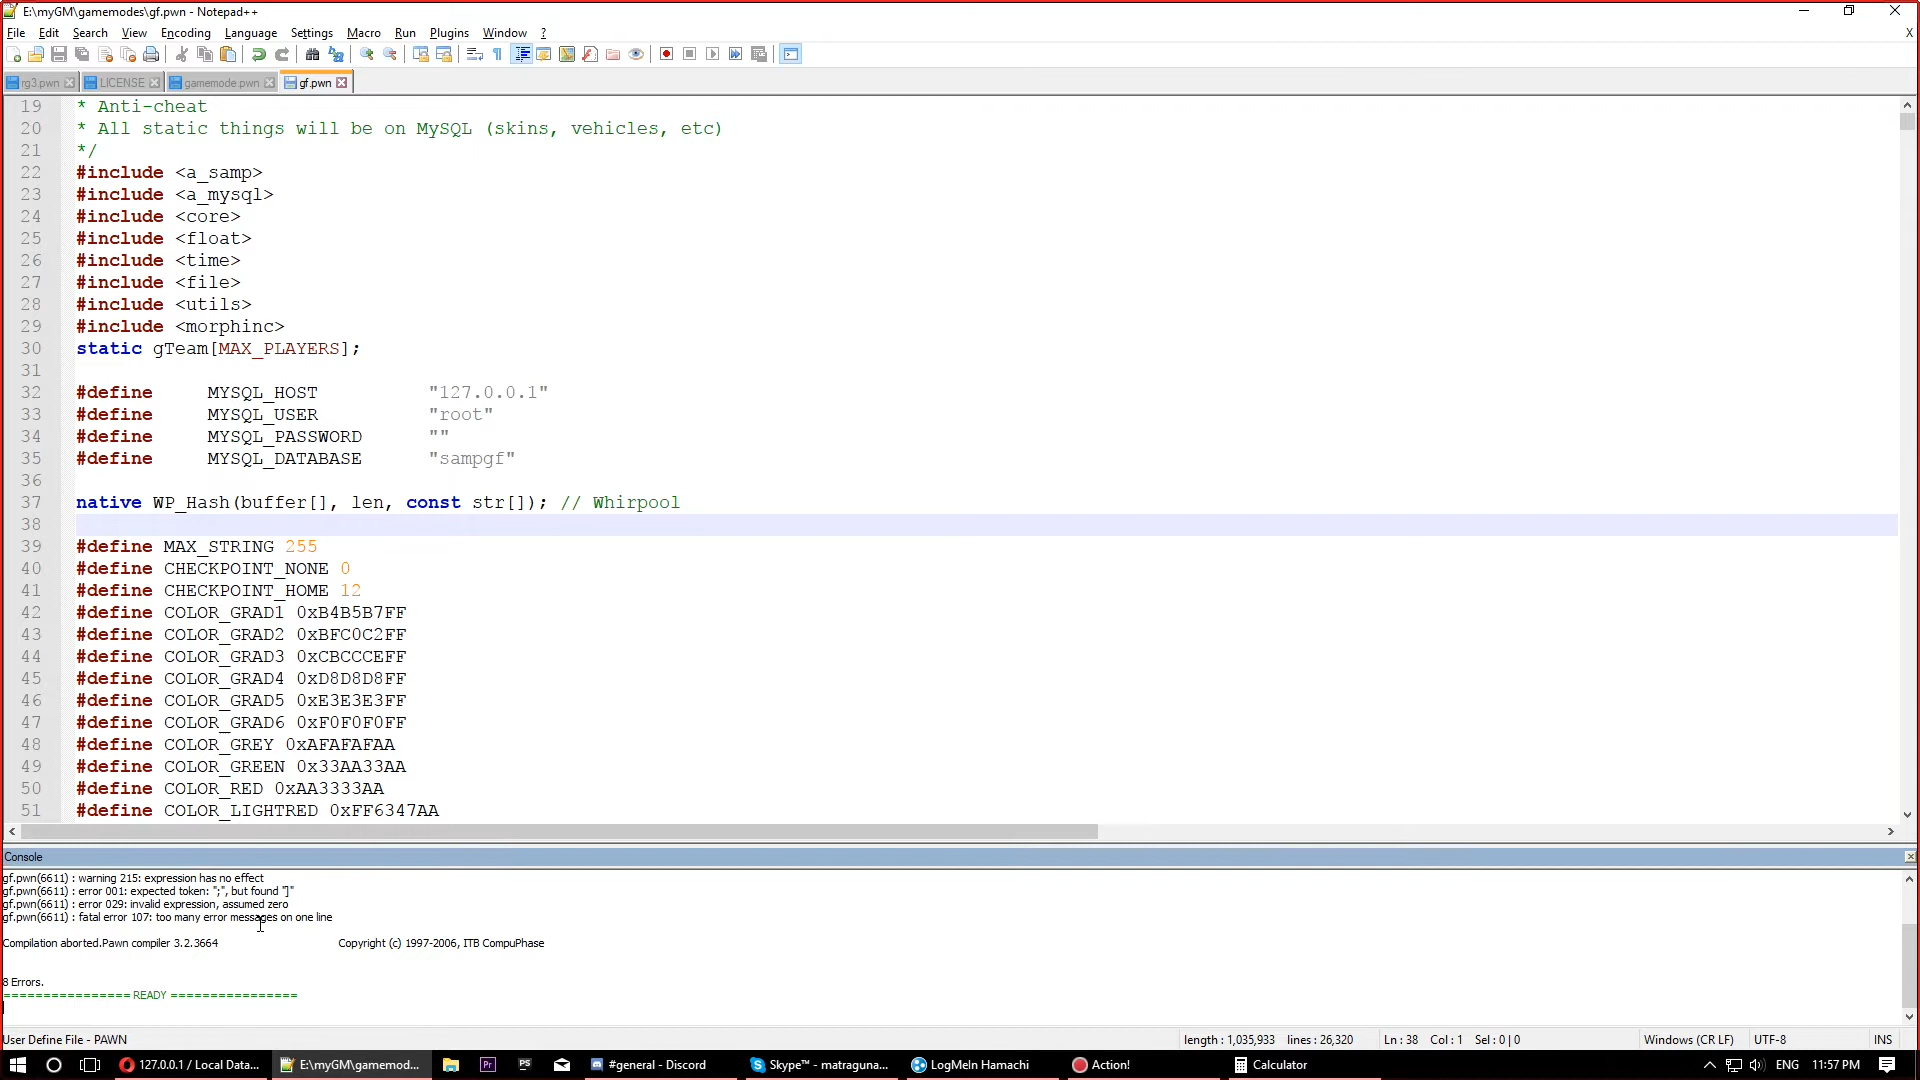 E:\myGM\gamemodes\gf.pwn - Notepad++
File Edit Search View Encoding Language Settings Macro Run Plugins Window ? X
rg3.pwn LICENSE gamemode.pwn gf.pwn
19 * Anti-cheat
20 * All static things will be on MySQL (skins, vehicles, etc)
21 */
22 #include <a_samp>
23 #include <a_mysql>
24 #include <core>
25 #include <float>
26 #include <time>
27 #include <file>
28 #include <utils>
29 #include <morphinc>
30 static gTeam[MAX_PLAYERS];
31
32 #define MYSQL_HOST "127.0.0.1"
33 #define MYSQL_USER "root"
34 #define MYSQL_PASSWORD ""
35 #define MYSQL_DATABASE "sampgf"
36
37 native WP_Hash(buffer[], len, const str[]); // Whirpool
38
39 #define MAX_STRING 255
40 #define CHECKPOINT_NONE 0
41 #define CHECKPOINT_HOME 12
42 #define COLOR_GRAD1 0xB4B5B7FF
43 #define COLOR_GRAD2 0xBFC0C2FF
44 #define COLOR_GRAD3 0xCBCCCEFF
45 #define COLOR_GRAD4 0xD8D8D8FF
46 #define COLOR_GRAD5 0xE3E3E3FF
47 #define COLOR_GRAD6 0xF0F0F0FF
48 #define COLOR_GREY 0xAFAFAFAA
49 #define COLOR_GREEN 0x33AA33AA
50 #define COLOR_RED 0xAA3333AA
51 #define COLOR_LIGHTRED 0xFF6347AA
Console
gf.pwn(6611) : warning 215: expression has no effect
gf.pwn(6611) : error 001: expected token: ";", but found "]"
gf.pwn(6611) : error 029: invalid expression, assumed zero
gf.pwn(6611) : fatal error 107: too many error messages on one line
Compilation aborted.Pawn compiler 3.2.3664 Copyright (c) 1997-2006, ITB CompuPhase
8 Errors.
================ READY ================
User Define File - PAWN length : 1,035,933 lines : 26,320 Ln : 38 Col : 1 Sel : 0 | 0 Windows (CR LF) UTF-8 INS
127.0.0.1 / Local Data... E:\myGM\gamemod... Pr PS #general - Discord Skype™ - matraguna... LogMeIn Hamachi Action! Calculator ENG 11:57 PM